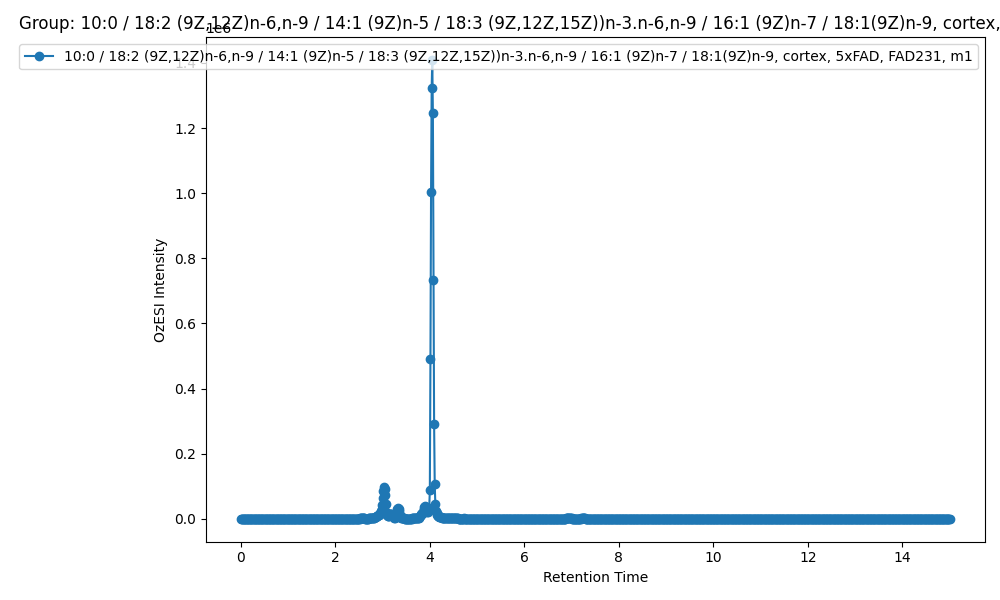 Group: 10:0 / 18:2 (9Z,12Z)n-6,n-9 / 14:1 (9Z)n-5 / 18:3 (9Z,12Z,15Z))n-3.n-6,n-9 / 16:1 (9Z)n-7 / 18:1(9Z)n-9, cortex,
1e6
10:0 / 18:2 (9Z,12Z)n-6,n-9 / 14:1 (9Z)n-5 / 18:3 (9Z,12Z,15Z))n-3.n-6,n-9 / 16:1 (9Z)n-7 / 18:1(9Z)n-9, cortex, 5xFAD, FAD231, m1
1.4
1.2
1.0
0.8
0.6
0.4
0.2
0.0
OzESI Intensity
0 2 4 6 8 10 12 14
Retention Time